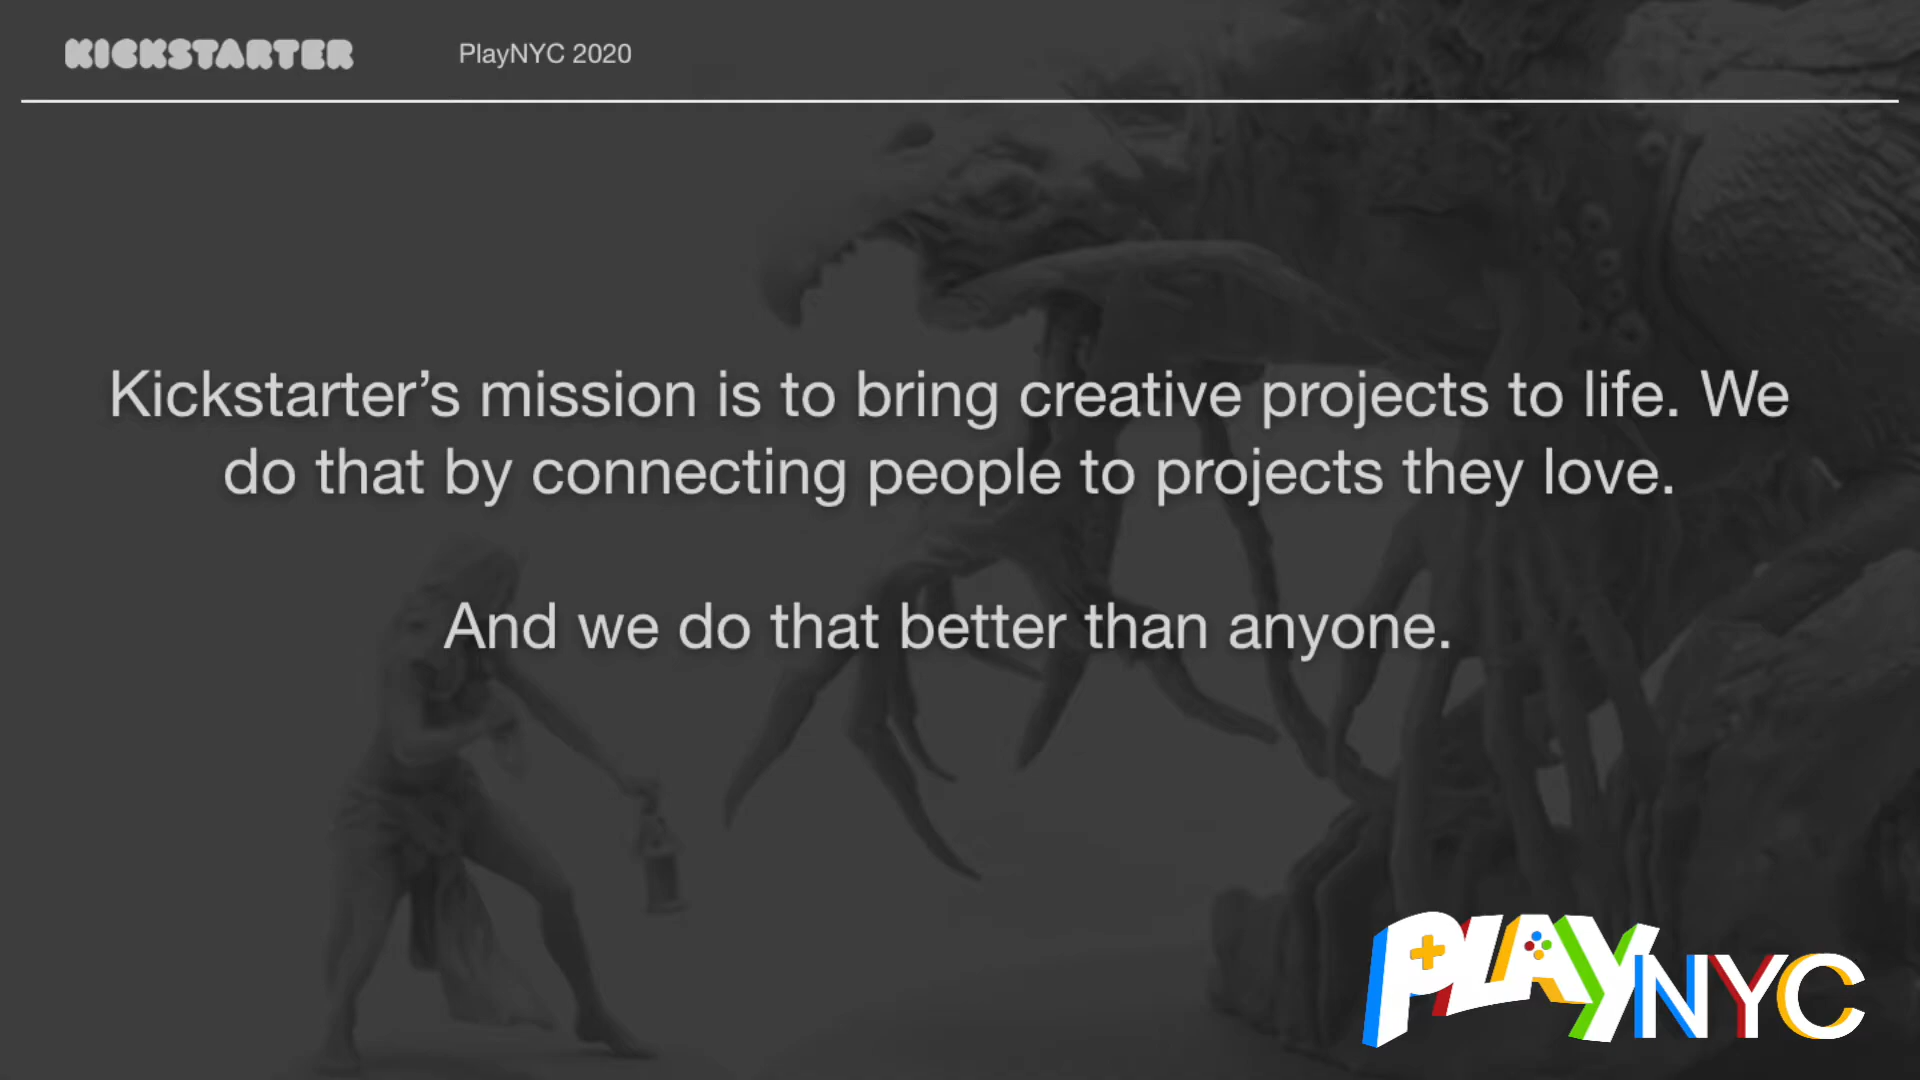 KICKSTARTER
PlayNYC 2020
Kickstarter’s mission is to bring creative projects to life. We
do that by connecting people to projects they love.
And we do that better than anyone.
PLAYNYC